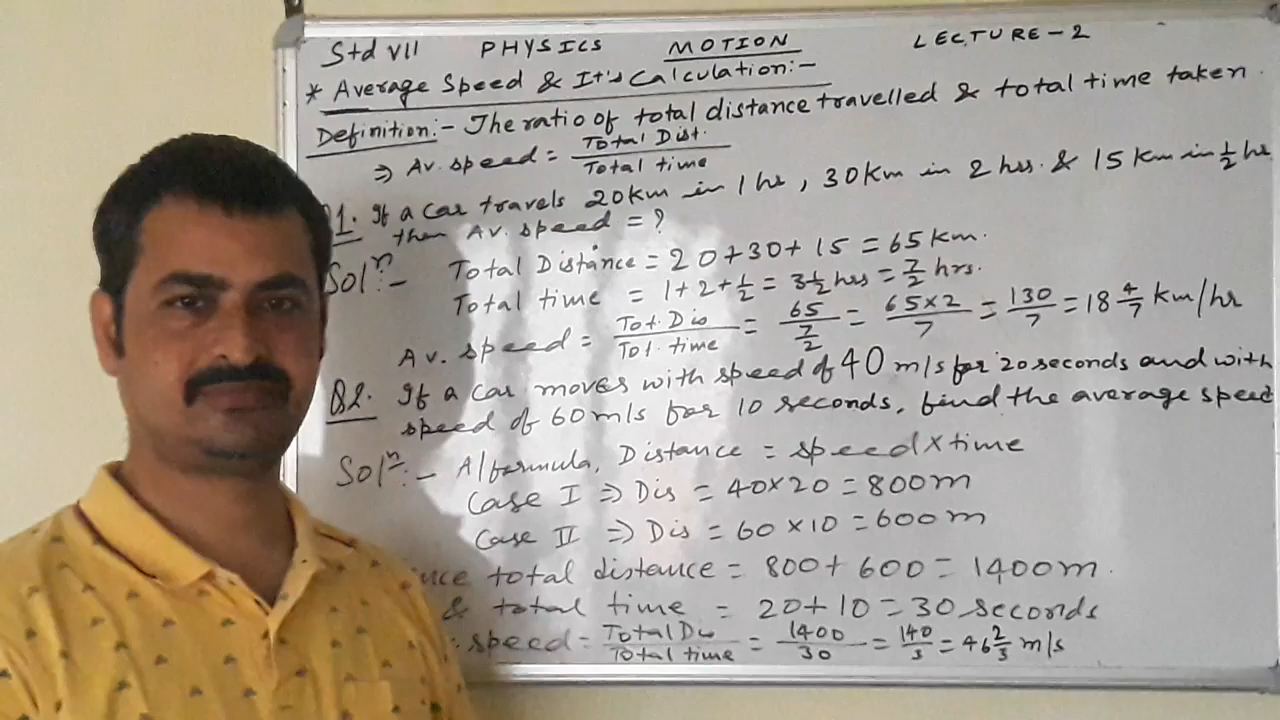 Std VII PHYSICS MOTION LECTURE-2
* Average Speed & It's Calculation:-
Definition:- The ratio of total distance travelled & total time taken.
⇒ Av. speed = Total Dist. / Total time
Q1. If a car travels 20km in 1 hr, 30km in 2 hrs. & 15 km in 1/2 hr
then Av. speed = ?
Solⁿ:- Total Distance = 20+30+15 = 65 km.
Total time = 1+2+1/2 = 3 1/2 hrs = 7/2 hrs.
Av. speed = Tot. Dis / Tot. time = 65 / 7/2 = 65×2 / 7 = 130/7 = 18 4/7 km/hr
Q2. If a car moves with speed of 40 m/s for 20 seconds and with
speed of 60 m/s for 10 seconds, find the average speed
Solⁿ:- A/formula, Distance = speed × time
Case I ⇒ Dis = 40×20 = 800m
Case II ⇒ Dis = 60×10 = 600m
total distance = 800+600 = 1400m.
& total time = 20+10 = 30 seconds
speed = Total Dis / Total time = 1400/30 = 140/3 = 46 2/3 m/s